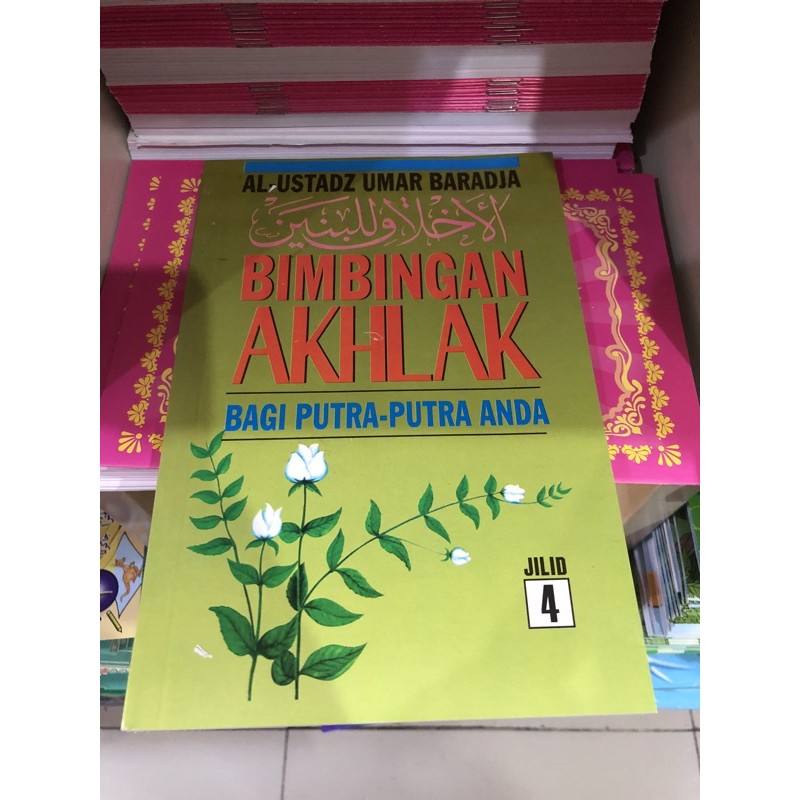 AL-USTADZ UMAR BARADJA
الأخلاق للبنين
BIMBINGAN
AKHLAK
BAGI PUTRA-PUTRA ANDA
JILID
4